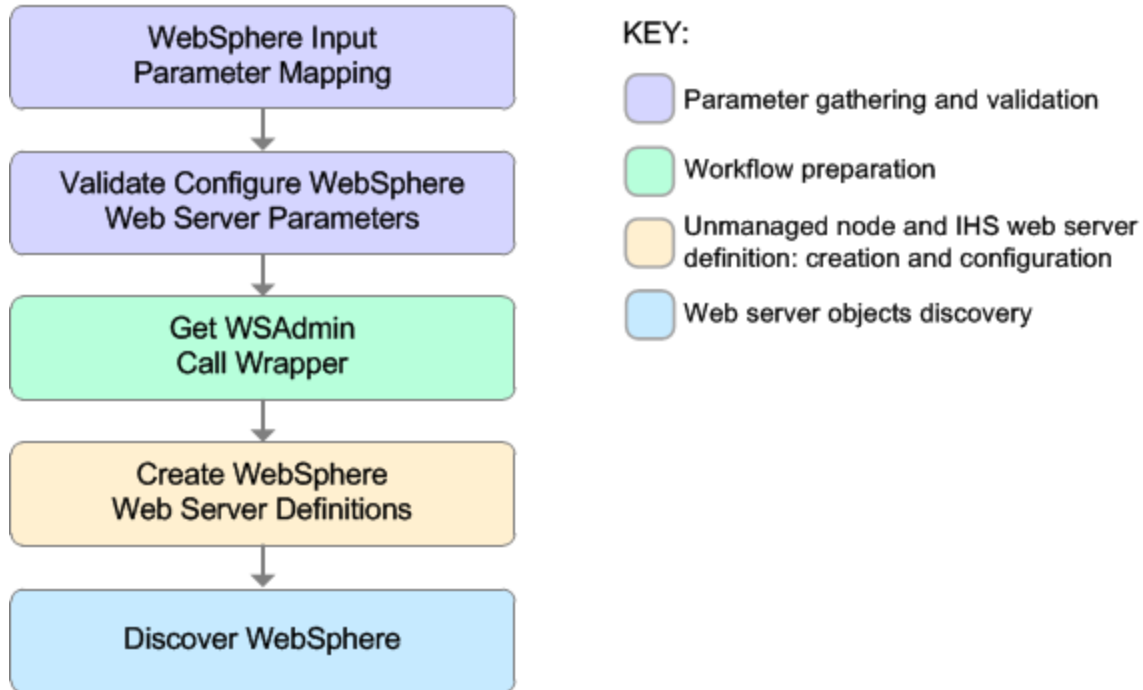 WebSphere Input
Parameter Mapping
Validate Configure WebSphere
Web Server Parameters
Get WSAdmin
Call Wrapper
Create WebSphere
Web Server Definitions
Discover WebSphere
KEY:
Parameter gathering and validation
Workflow preparation
Unmanaged node and IHS web server
definition: creation and configuration
Web server objects discovery